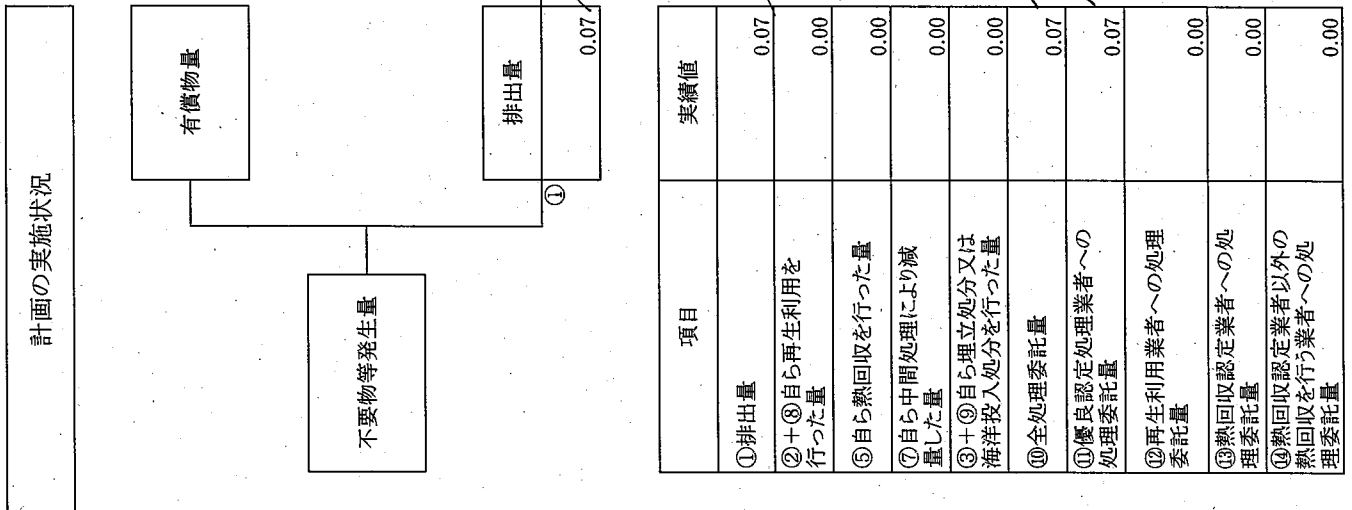 計画の実施状況
不要物等発生量
有償物量
①
排出量
0.07
項目
実績値
①排出量
0.07
②+⑧自ら再生利用を
行った量
0.00
⑤自ら熱回収を行った量
0.00
⑦自ら中間処理により減
量した量
0.00
③+⑨自ら埋立処分又は
海洋投入処分を行った量
0.00
⑩全処理委託量
0.07
⑪優良認定処理業者への
処理委託量
0.07
⑫再生利用業者への処理
委託量
0.00
⑬熱回収認定業者への処
理委託量
0.00
⑭熱回収認定業者以外の
熱回収を行う業者への処
理委託量
0.00